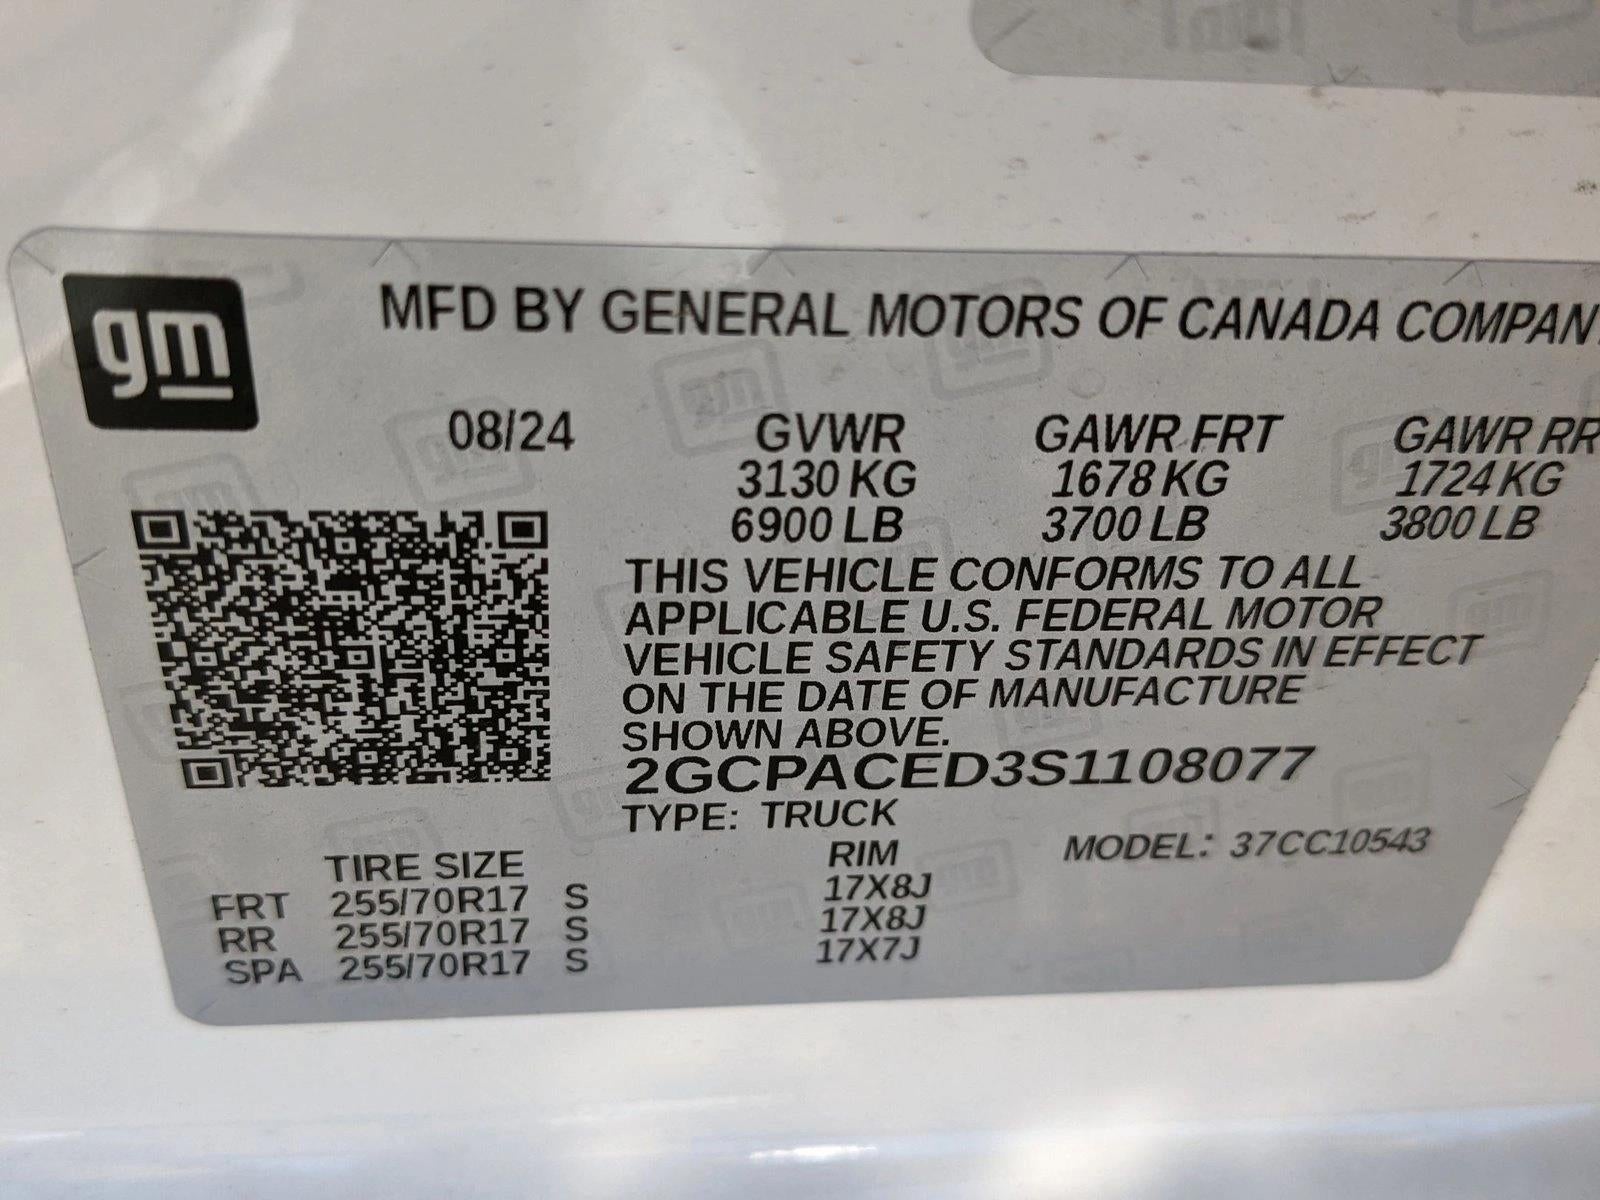 gm
MFD BY GENERAL MOTORS OF CANADA COMPAN
08/24 GVWR GAWR FRT GAWR RR
3130 KG 1678 KG 1724 KG
6900 LB 3700 LB 3800 LB
THIS VEHICLE CONFORMS TO ALL
APPLICABLE U.S. FEDERAL MOTOR
VEHICLE SAFETY STANDARDS IN EFFECT
ON THE DATE OF MANUFACTURE
SHOWN ABOVE.
2GCPACED3S1108077
TYPE: TRUCK
TIRE SIZE RIM MODEL: 37CC10543
FRT 255/70R17 S 17X8J
RR 255/70R17 S 17X8J
SPA 255/70R17 S 17X7J